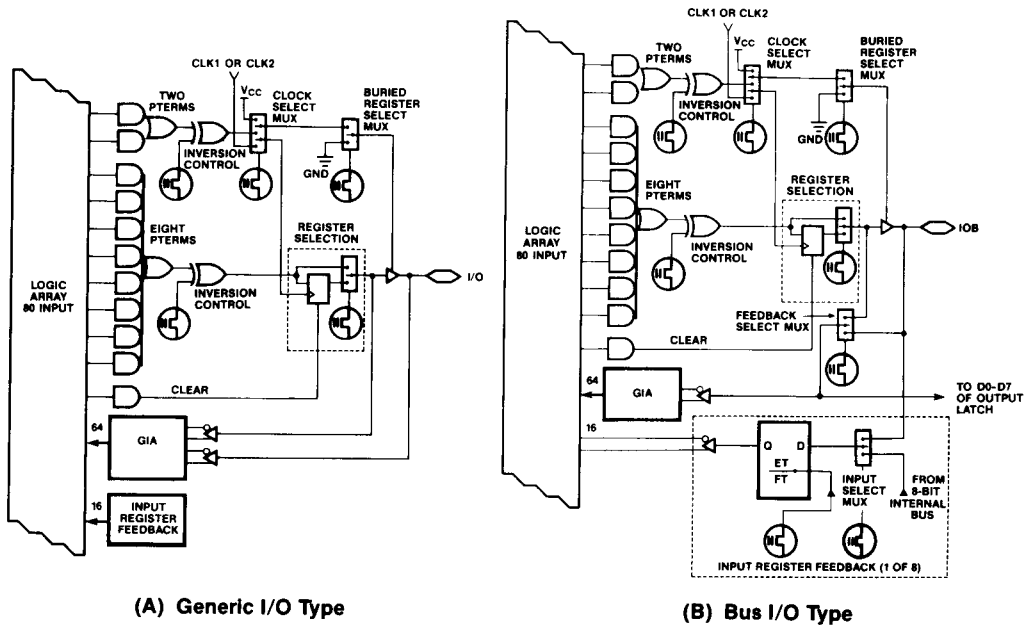 CLK1 OR CLK2
VCC
TWO
PTERMS
CLOCK
SELECT
MUX
BURIED
REGISTER
SELECT
MUX
INVERSION
CONTROL
GND
EIGHT
PTERMS
REGISTER
SELECTION
LOGIC
ARRAY
80 INPUT
INVERSION
CONTROL
I/O
CLEAR
64
GIA
16
INPUT
REGISTER
FEEDBACK
(A) Generic I/O Type
CLK1 OR CLK2
VCC
TWO
PTERMS
CLOCK
SELECT
MUX
BURIED
REGISTER
SELECT
MUX
INVERSION
CONTROL
GND
EIGHT
PTERMS
REGISTER
SELECTION
LOGIC
ARRAY
80 INPUT
INVERSION
CONTROL
IOB
FEEDBACK
SELECT MUX
CLEAR
64
GIA
TO D0-D7
OF OUTPUT
LATCH
16
Q D
ET
FT
INPUT
SELECT
MUX
FROM
8-BIT
INTERNAL
BUS
INPUT REGISTER FEEDBACK (1 OF 8)
(B) Bus I/O Type